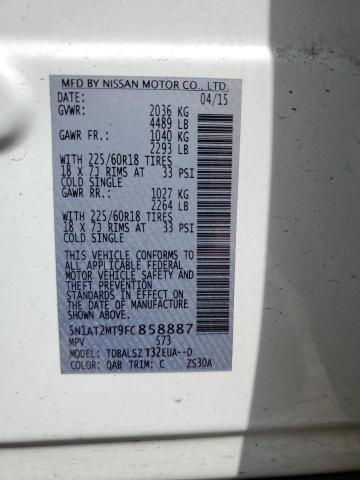 MFD BY NISSAN MOTOR CO., LTD.
DATE: 04/15
GVWR: 2036 KG
4489 LB
GAWR FR.: 1040 KG
2293 LB
WITH 225/60R18 TIRES
18 X 7J RIMS AT 33 PSI
COLD SINGLE
GAWR RR.: 1027 KG
2264 LB
WITH 225/60R18 TIRES
18 X 7J RIMS AT 33 PSI
COLD SINGLE
THIS VEHICLE CONFORMS TO ALL
APPLICABLE FEDERAL
MOTOR VEHICLE SAFETY AND
THEFT PREVENTION
STANDARDS IN EFFECT ON THE
DATE OF MANUFACTURE
5N1AT2MT9FC858887
MPV 573
MODEL: TDBALSZ T32EUA--D
COLOR: QAB TRIM: C ZS30A